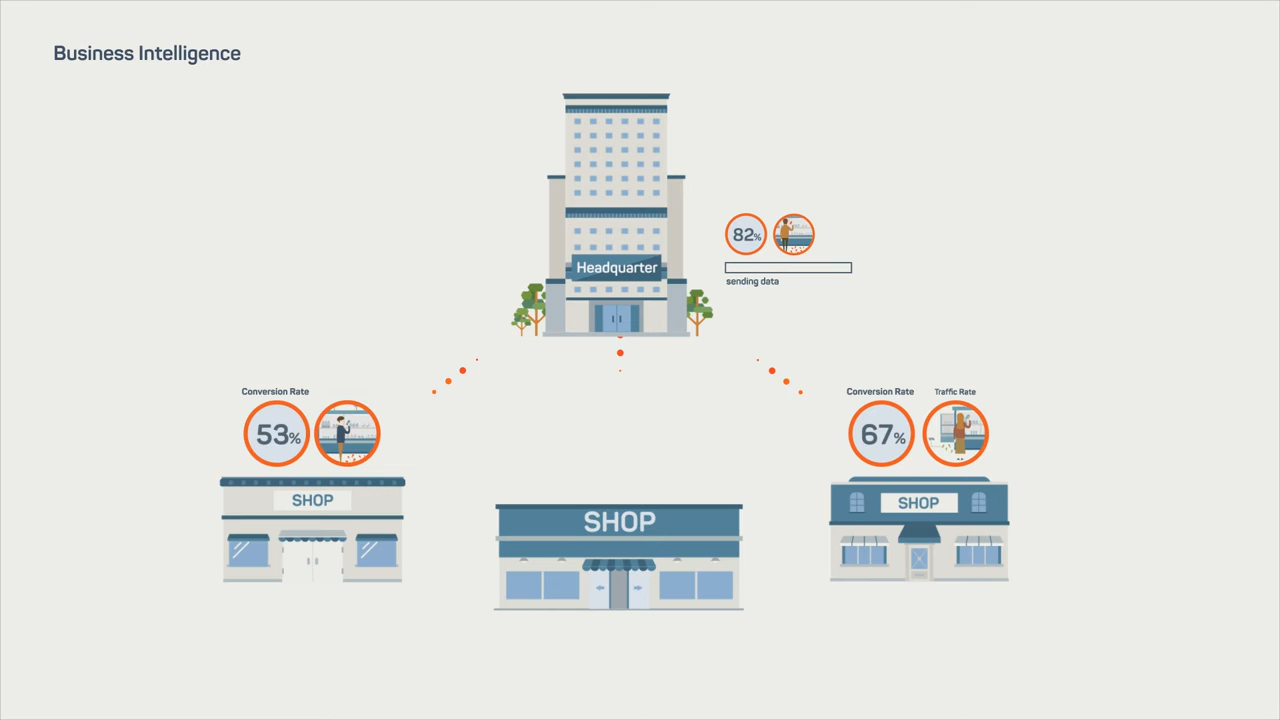 Business Intelligence
Headquarter
82%
sending data
Conversion Rate
53%
Conversion Rate
Traffic Rate
67%
SHOP
SHOP
SHOP